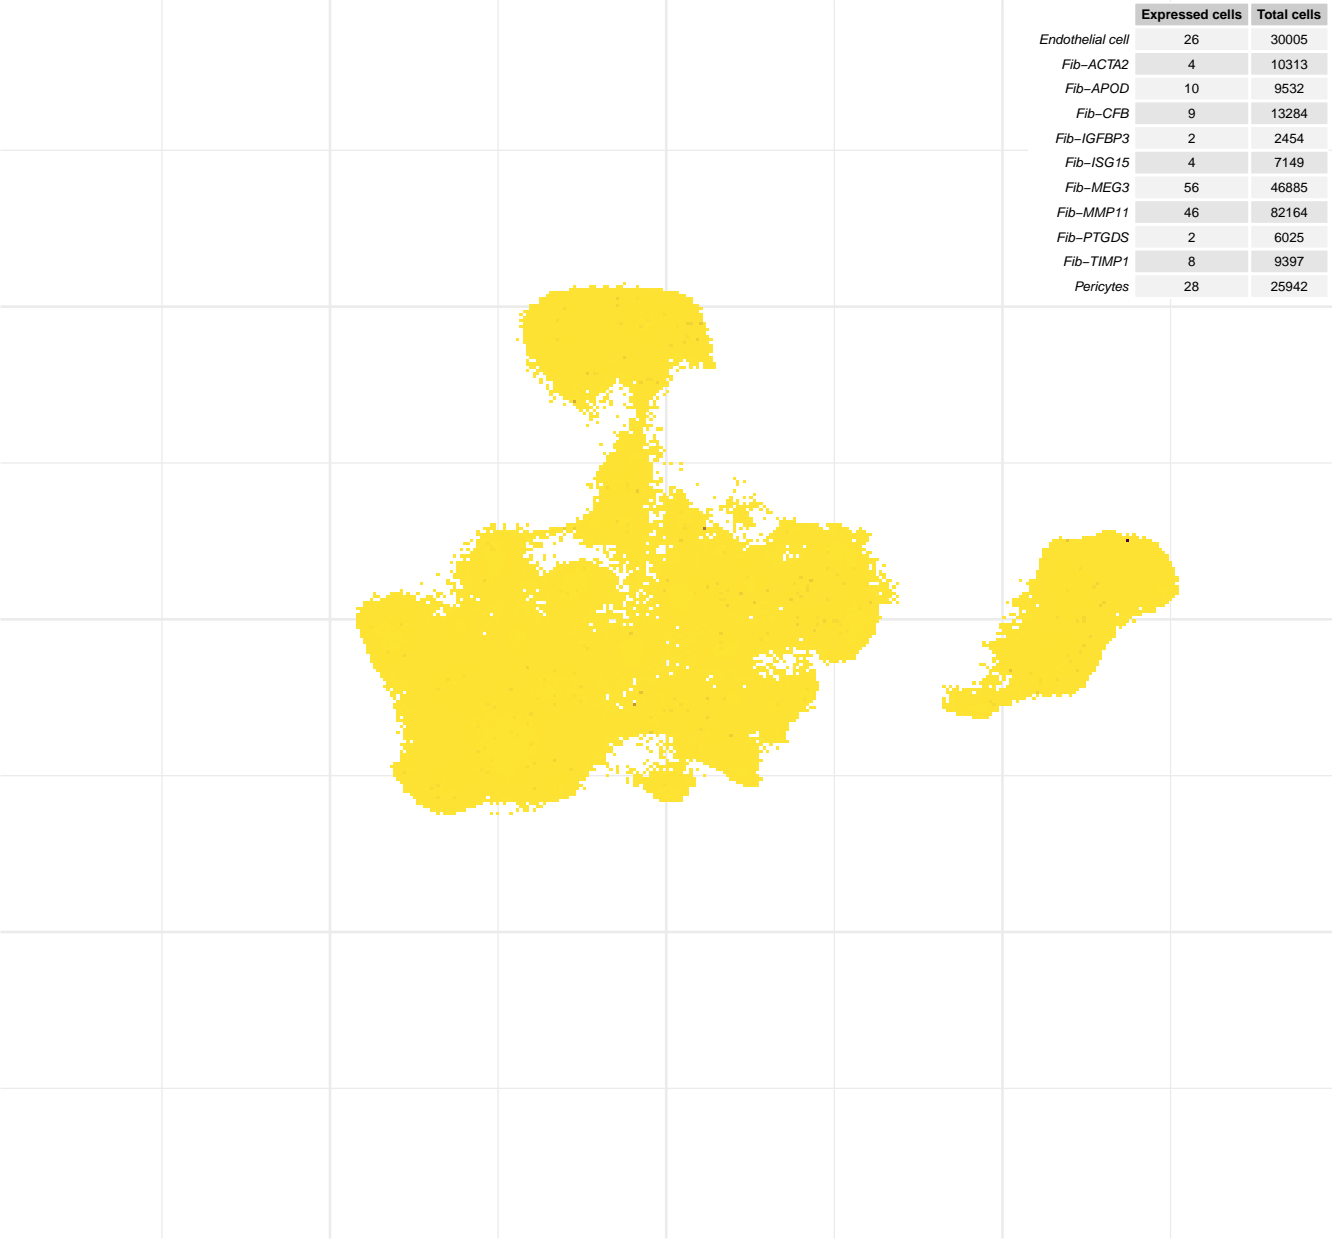 Expressed cells Total cells
Endothelial cell 26 30005
Fib−ACTA2 4 10313
Fib−APOD 10 9532
Fib−CFB 9 13284
Fib−IGFBP3 2 2454
Fib−ISG15 4 7149
Fib−MEG3 56 46885
Fib−MMP11 46 82164
Fib−PTGDS 2 6025
Fib−TIMP1 8 9397
Pericytes 28 25942